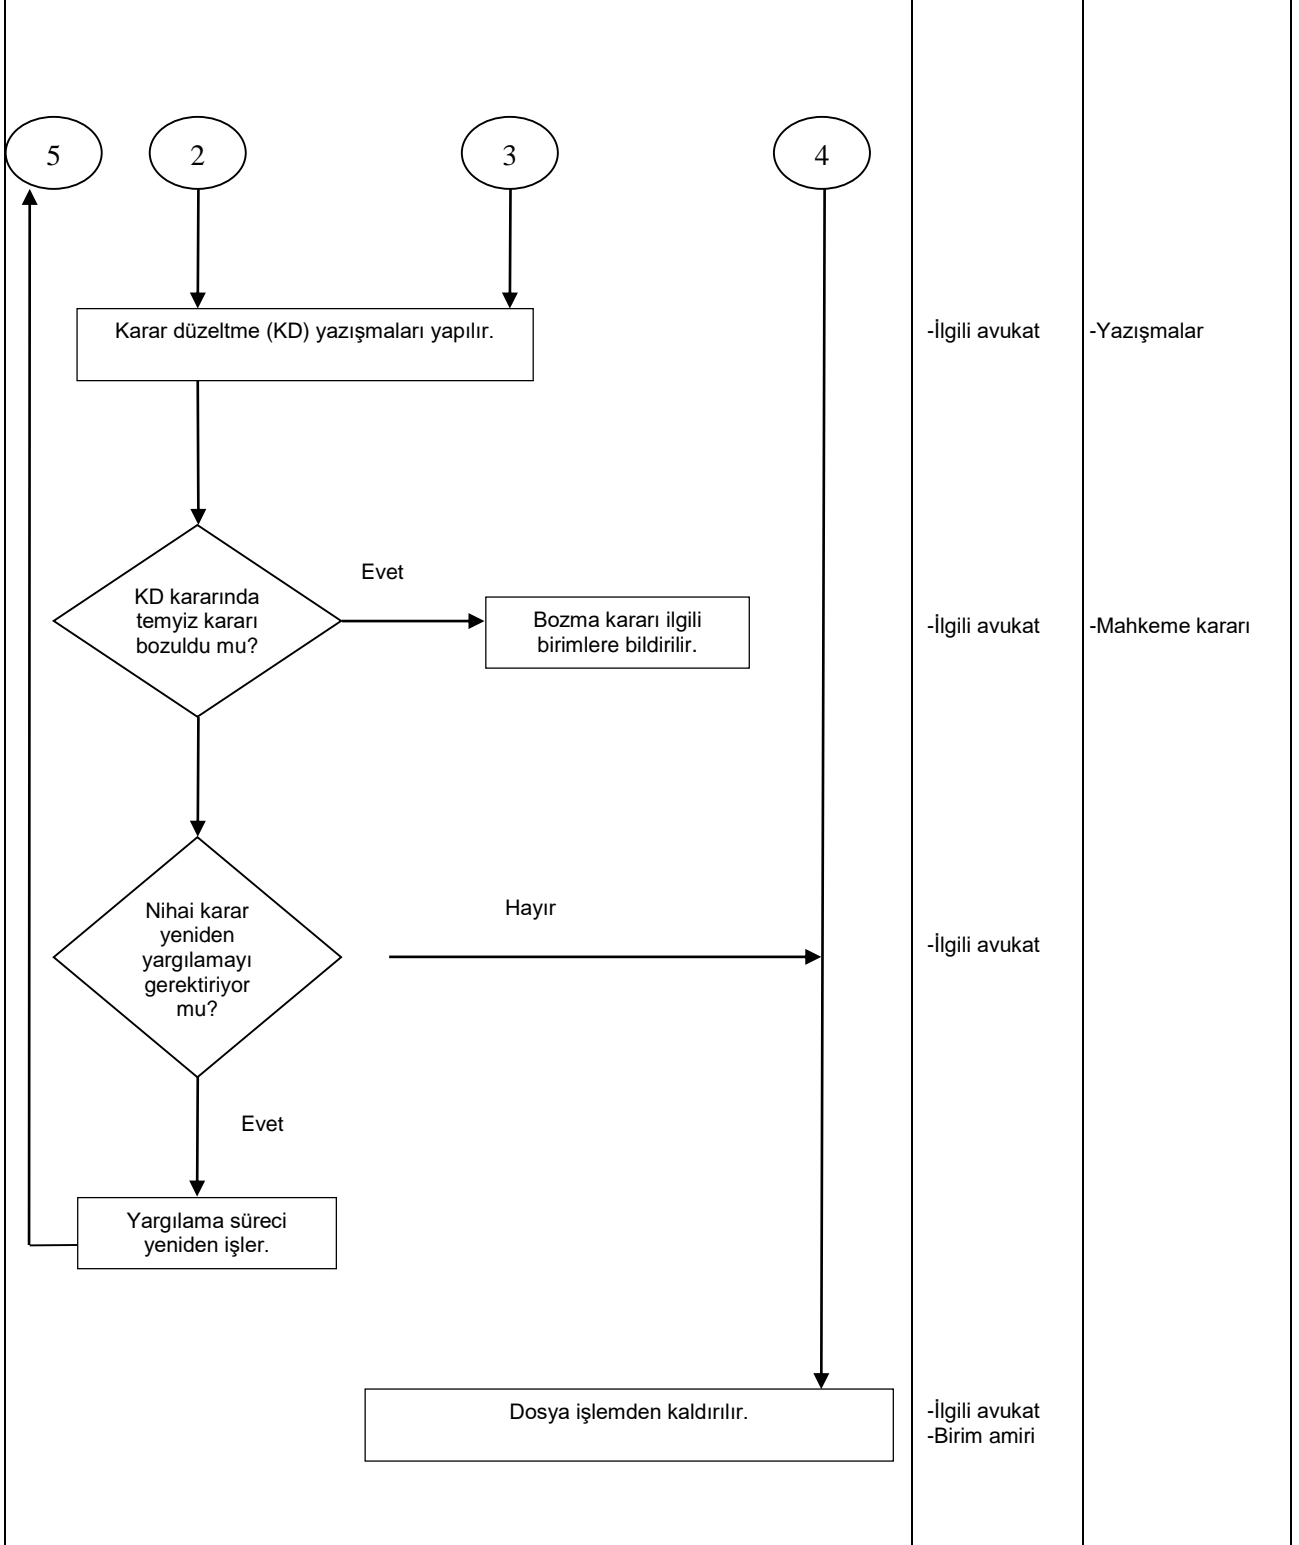 5
2
3
4
Karar düzeltme (KD) yazışmaları yapılır.
-İlgili avukat
-Yazışmalar
Evet
KD kararında
temyiz kararı
bozuldu mu?
Bozma kararı ilgili
birimlere bildirilir.
-İlgili avukat
-Mahkeme kararı
Nihai karar
yeniden
yargılamayı
gerektiriyor
mu?
Hayır
-İlgili avukat
Evet
Yargılama süreci
yeniden işler.
Dosya işlemden kaldırılır.
-İlgili avukat
-Birim amiri